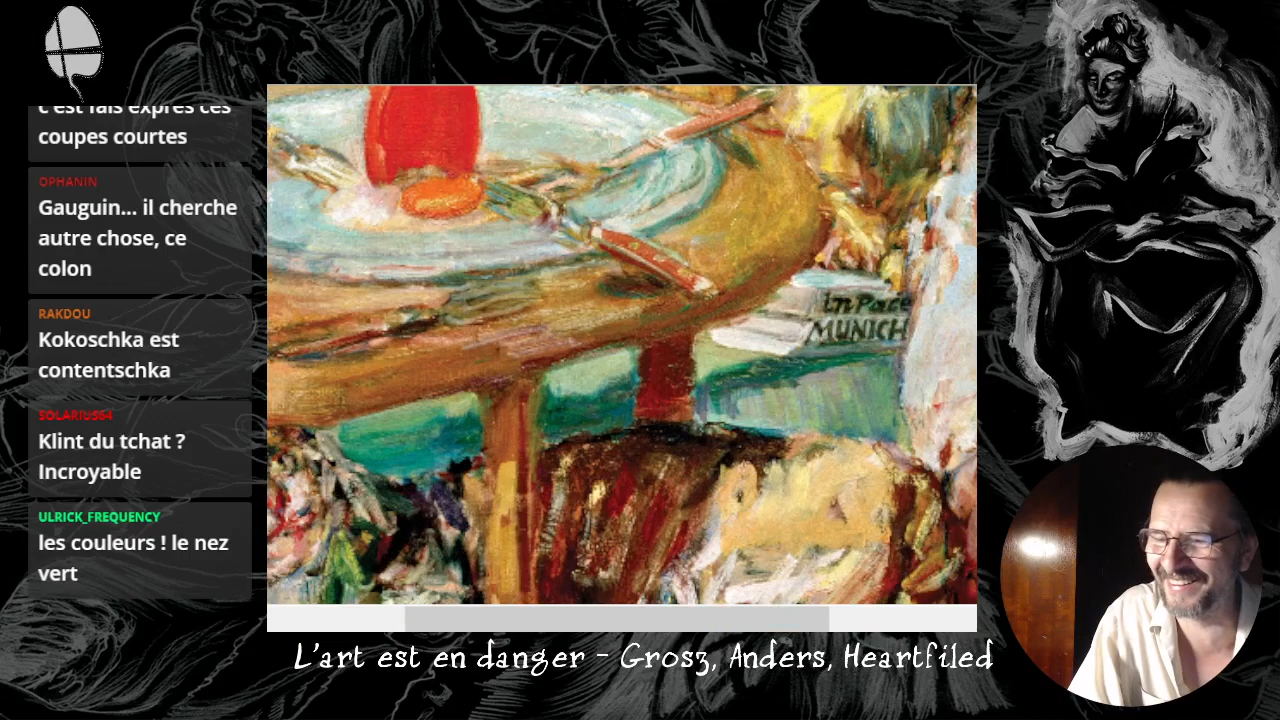 c'est fais exprès ces
coupes courtes
OPHANIN
Gauguin... il cherche
autre chose, ce
colon
RAKDOU
Kokoschka est
contentschka
SOLARIUS64
Klint du tchat ?
Incroyable
ULRICK_FREQUENCY
les couleurs ! le nez
vert
in Pace
MUNICH
L'art est en danger - Grosz, Anders, Heartfiled